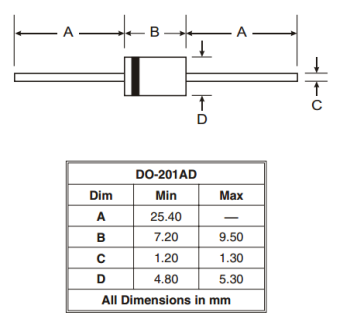 A B A
D C
DO-201AD
Dim Min Max
A 25.40 —
B 7.20 9.50
C 1.20 1.30
D 4.80 5.30
All Dimensions in mm